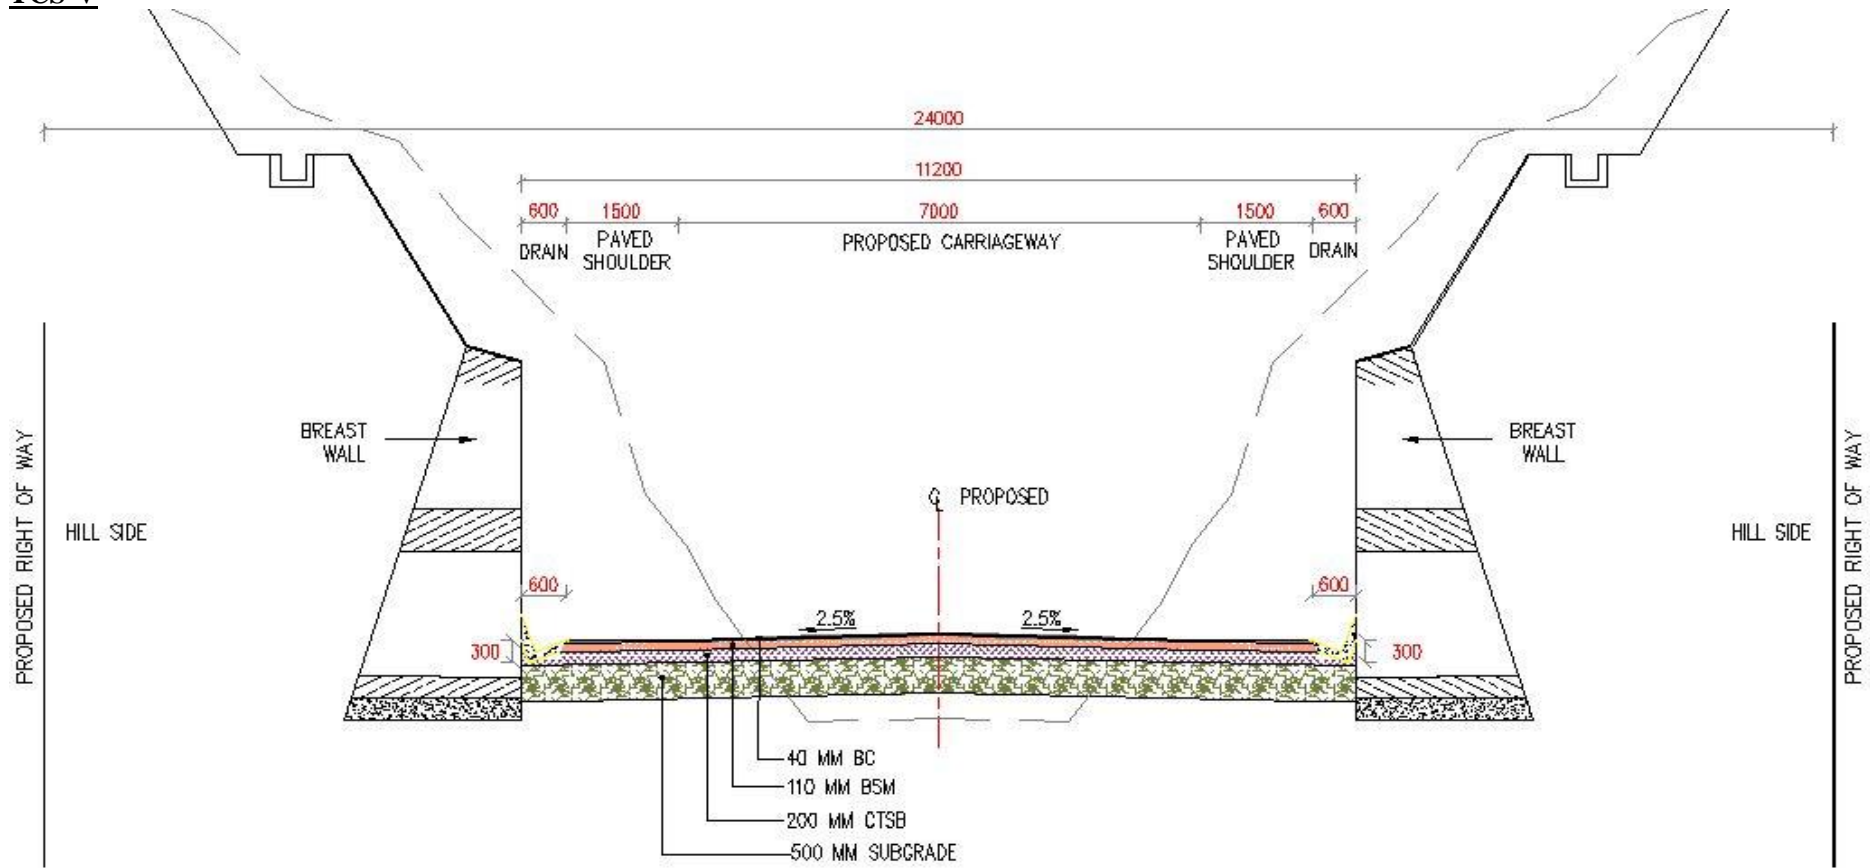 TCS-V
24000
11200
600 1500 7000 1500 600
DRAIN PAVED SHOULDER PROPOSED CARRIAGEWAY PAVED SHOULDER DRAIN
BREAST WALL
BREAST WALL
PROPOSED RIGHT OF WAY
HILL SIDE
℄ PROPOSED
HILL SIDE
PROPOSED RIGHT OF WAY
600
600
2.5% 2.5%
300
300
40 MM BC
110 MM BSM
200 MM CTSB
500 MM SUBGRADE